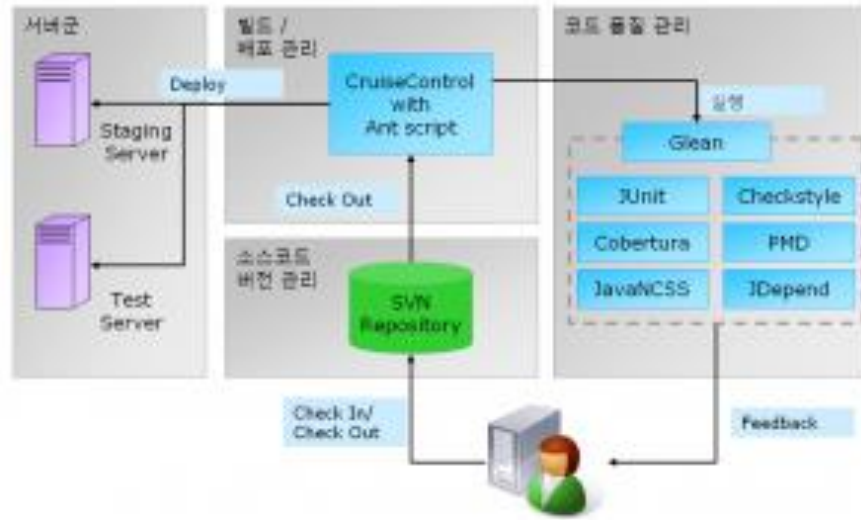 서버군
Deploy
Staging
Server
Test
Server
빌드 /
배포 관리
CruiseControl
with
Ant script
Check Out
소스코드
버전 관리
SVN
Repository
Check In/
Check Out
코드 품질 관리
실행
Glean
JUnit
Checkstyle
Cobertura
PMD
JavaNCSS
JDepend
Feedback